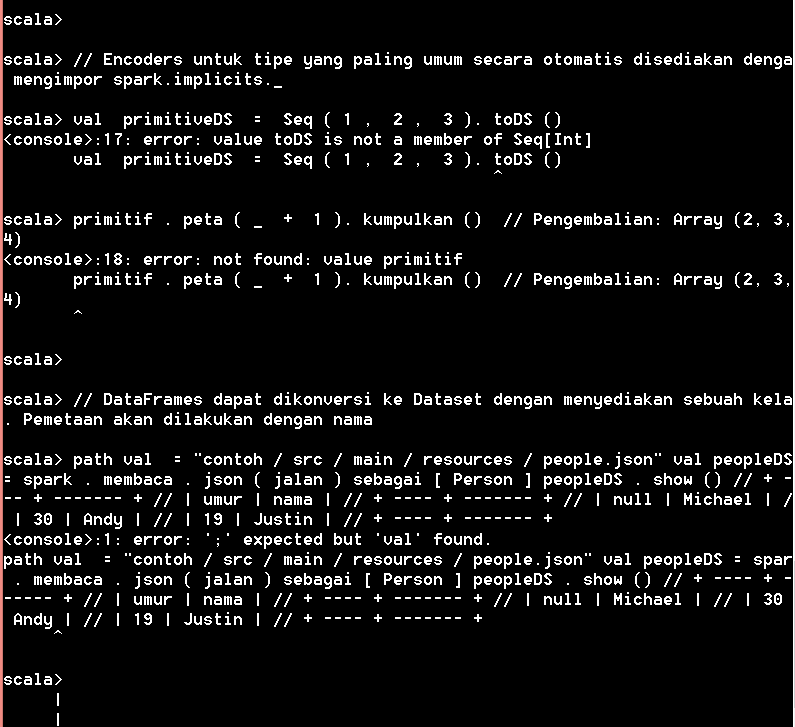 scala>
scala> // Encoders untuk tipe yang paling umum secara otomatis disediakan denga
 mengimpor spark.implicits._
scala> val  primitiveDS  =  Seq ( 1 ,  2 ,  3 ). toDS ()
<console>:17: error: value toDS is not a member of Seq[Int]
       val  primitiveDS  =  Seq ( 1 ,  2 ,  3 ). toDS ()
                                                 ^
scala> primitif . peta ( _  +  1 ). kumpulkan ()  // Pengembalian: Array (2, 3,
4)
<console>:18: error: not found: value primitif
       primitif . peta ( _  +  1 ). kumpulkan ()  // Pengembalian: Array (2, 3,
4)
       ^
scala>
scala> // DataFrames dapat dikonversi ke Dataset dengan menyediakan sebuah kela
. Pemetaan akan dilakukan dengan nama
scala> path val  = "contoh / src / main / resources / people.json" val peopleDS
= spark . membaca . json ( jalan ) sebagai [ Person ] peopleDS . show () // + -
-- + ------- + // | umur | nama | // + ---- + ------- + // | null | Michael | /
 | 30 | Andy | // | 19 | Justin | // + ---- + ------- +
<console>:1: error: ';' expected but 'val' found.
path val  = "contoh / src / main / resources / people.json" val peopleDS = spar
 . membaca . json ( jalan ) sebagai [ Person ] peopleDS . show () // + ---- + -
----- + // | umur | nama | // + ---- + ------- + // | null | Michael | // | 30
 Andy | // | 19 | Justin | // + ---- + ------- +
     ^
scala>
     |
     |